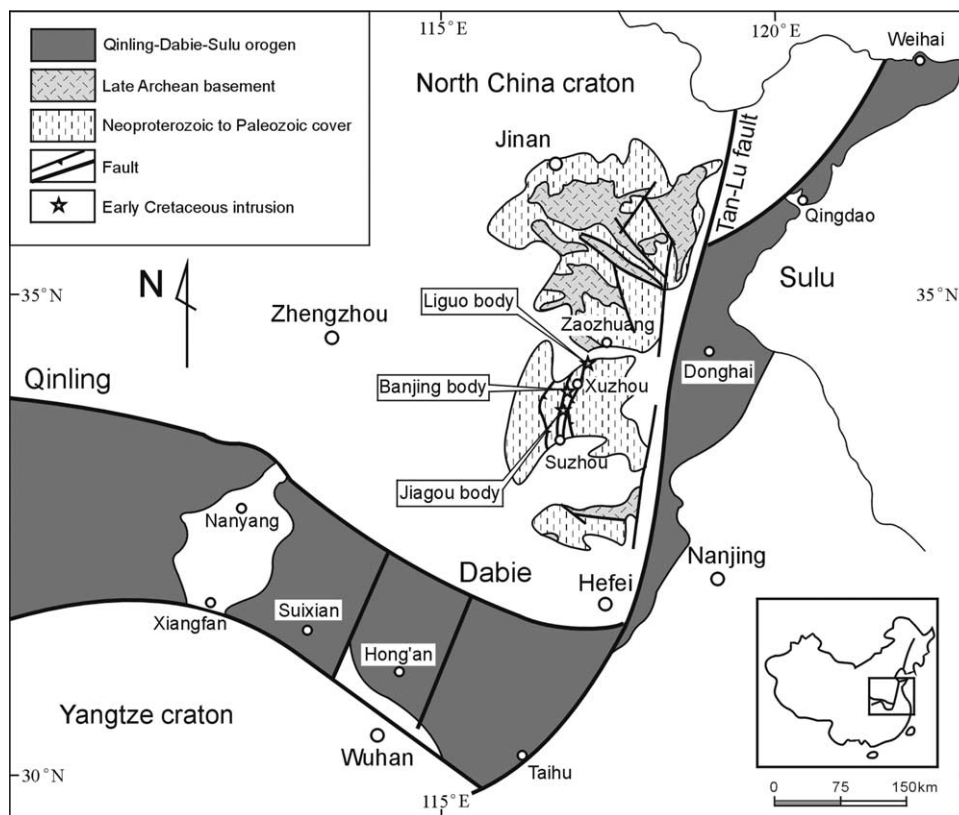 115°E
120°E
Weihai
Qinling-Dabie-Sulu orogen
Late Archean basement
Neoproterozoic to Paleozoic cover
Fault
Early Cretaceous intrusion
North China craton
Jinan
Tan-Lu fault
Qingdao
Sulu
35°N
N
Liguo body
35°N
Zhengzhou
Zaozhuang
Donghai
Qinling
Banjing body
Xuzhou
Suzhou
Jiagou body
Nanyang
Dabie
Hefei
Nanjing
Xiangfan
Suixian
Hong'an
Yangtze craton
Wuhan
Taihu
30°N
115°E
0 75 150km